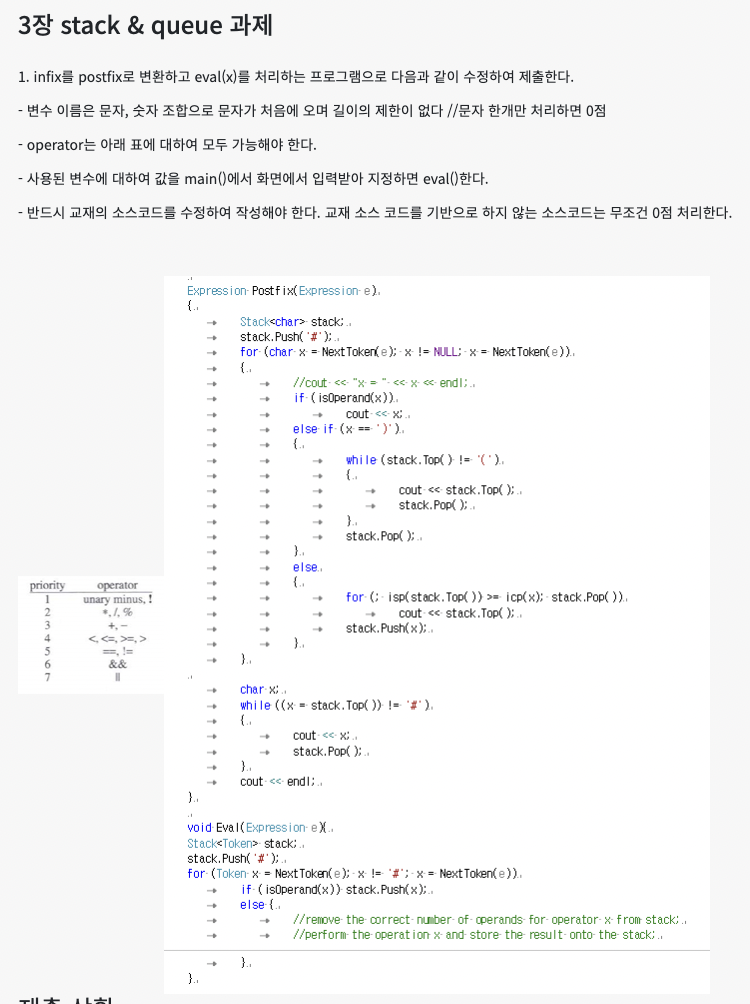 3장 stack & queue 과제
1. infix를 postfix로 변환하고 eval(x)를 처리하는 프로그램으로 다음과 같이 수정하여 제출한다.
- 변수 이름은 문자, 숫자 조합으로 문자가 처음에 오며 길이의 제한이 없다 //문자 한개만 처리하면 0점
- operator는 아래 표에 대하여 모두 가능해야 한다.
- 사용된 변수에 대하여 값을 main()에서 화면에서 입력받아 지정하면 eval()한다.
- 반드시 교재의 소스코드를 수정하여 작성해야 한다. 교재 소스 코드를 기반으로 하지 않는 소스코드는 무조건 0점 처리한다.
priority operator
1 unary minus, !
2 *, /, %
3 +, −
4 <, <=, >=, >
5 ==, !=
6 &&
7 ||
Expression Postfix(Expression e)
{
Stack<char> stack;
stack.Push('#');
for (char x = NextToken(e); x != NULL; x = NextToken(e))
{
//cout << "x = " << x << endl;
if (isOperand(x))
cout << x;
else if (x == ')')
{
while (stack.Top() != '(')
{
cout << stack.Top();
stack.Pop();
}
stack.Pop();
}
else
{
for (; isp(stack.Top()) >= icp(x); stack.Pop())
cout << stack.Top();
stack.Push(x);
}
}
char x;
while ((x = stack.Top()) != '#')
{
cout << x;
stack.Pop();
}
cout << endl;
}
void Eval(Expression e){
Stack<Token> stack;
stack.Push('#');
for (Token x = NextToken(e); x != '#'; x = NextToken(e))
if (isOperand(x)) stack.Push(x);
else {
//remove the correct number of operands for operator x from stack;
//perform the operation x and store the result onto the stack;
}
}